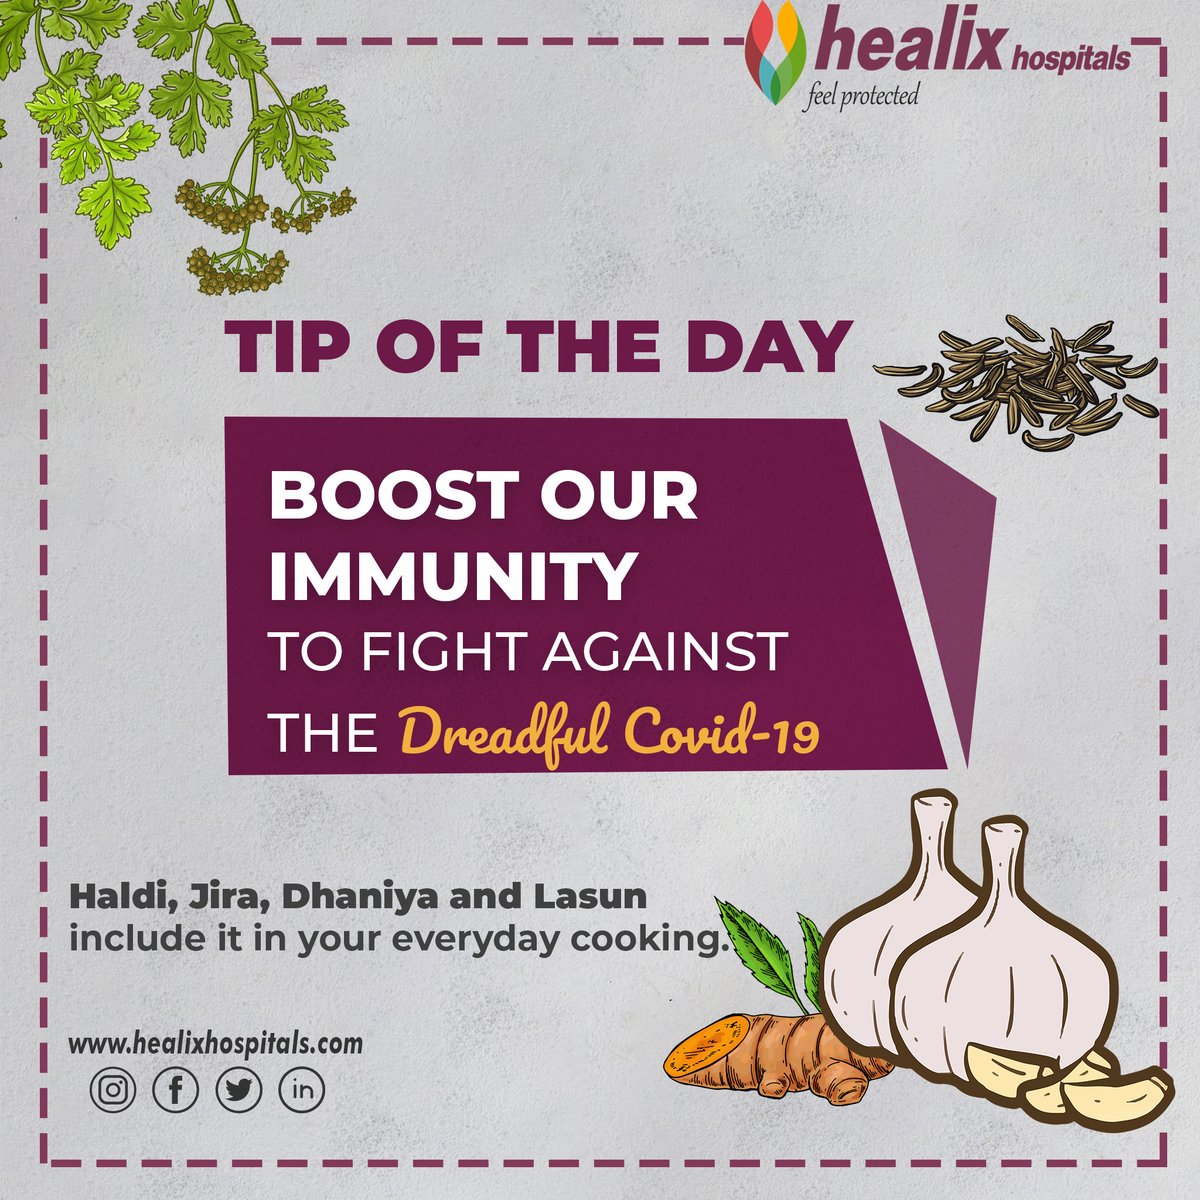 healix hospitals
feel protected
TIP OF THE DAY
BOOST OUR
IMMUNITY
TO FIGHT AGAINST
THE Dreadful Covid-19
Haldi, Jira, Dhaniya and Lasun
include it in your everyday cooking.
www.healixhospitals.com
in